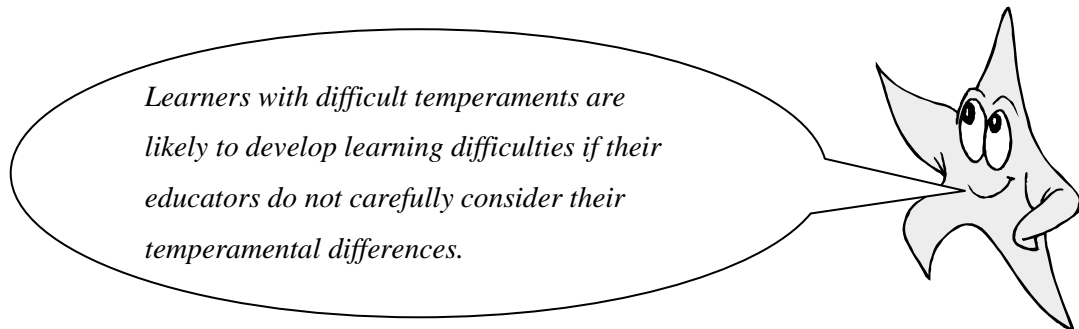 Learners with difficult temperaments are
likely to develop learning difficulties if their
educators do not carefully consider their
temperamental differences.